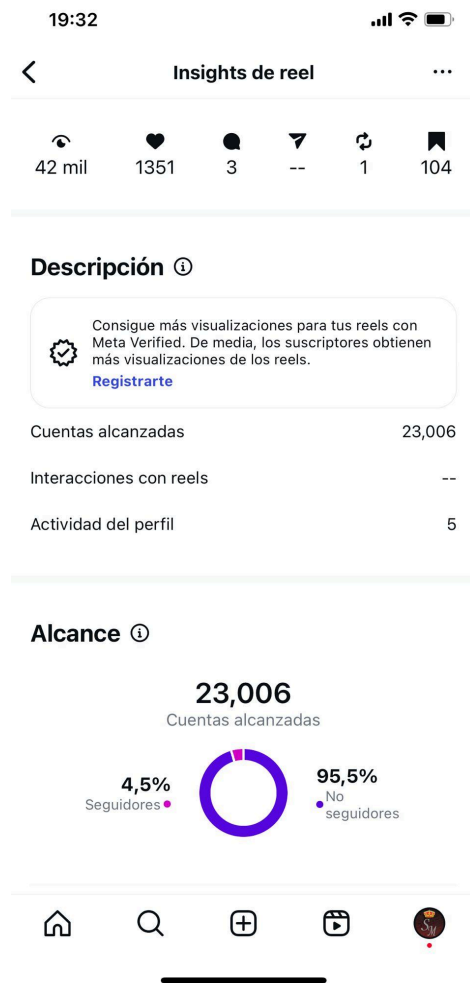 19:32
Insights de reel
42 mil 1351 3 -- 1 104
Descripción
Consigue más visualizaciones para tus reels con
Meta Verified. De media, los suscriptores obtienen
más visualizaciones de los reels.
Registrarte
Cuentas alcanzadas 23,006
Interacciones con reels --
Actividad del perfil 5
Alcance
23,006
Cuentas alcanzadas
4,5%
Seguidores
95,5%
No
seguidores
SM